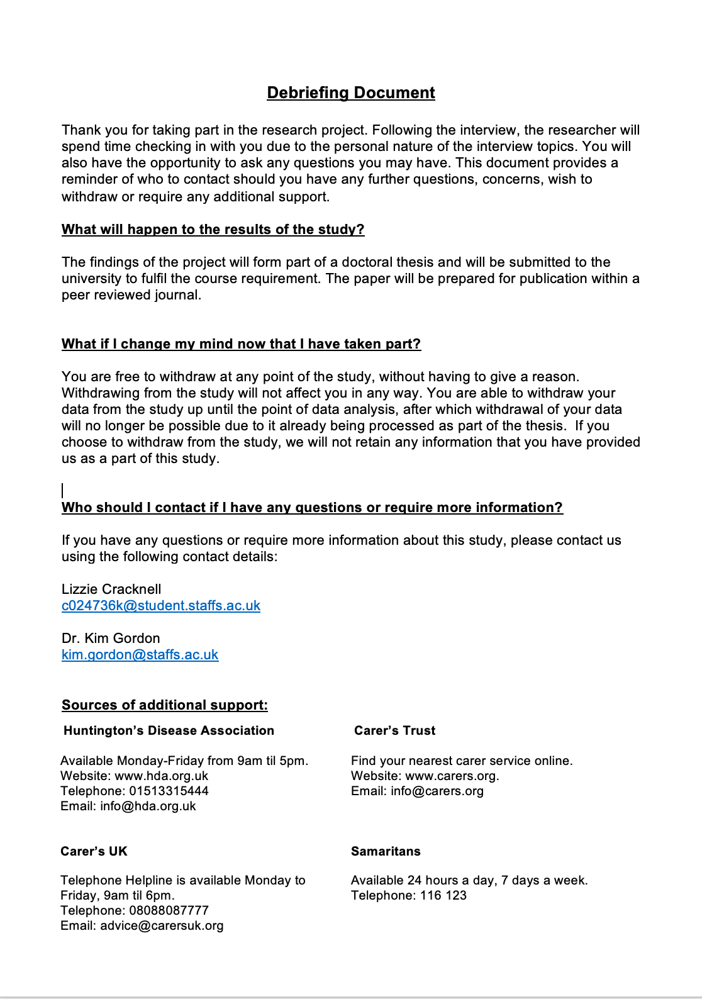 Debriefing Document
Thank you for taking part in the research project. Following the interview, the researcher will
spend time checking in with you due to the personal nature of the interview topics. You will
also have the opportunity to ask any questions you may have. This document provides a
reminder of who to contact should you have any further questions, concerns, wish to
withdraw or require any additional support.
What will happen to the results of the study?
The findings of the project will form part of a doctoral thesis and will be submitted to the
university to fulfil the course requirement. The paper will be prepared for publication within a
peer reviewed journal.
What if I change my mind now that I have taken part?
You are free to withdraw at any point of the study, without having to give a reason.
Withdrawing from the study will not affect you in any way. You are able to withdraw your
data from the study up until the point of data analysis, after which withdrawal of your data
will no longer be possible due to it already being processed as part of the thesis.  If you
choose to withdraw from the study, we will not retain any information that you have provided
us as a part of this study.
Who should I contact if I have any questions or require more information?
If you have any questions or require more information about this study, please contact us
using the following contact details:
Lizzie Cracknell
c024736k@student.staffs.ac.uk
Dr. Kim Gordon
kim.gordon@staffs.ac.uk
Sources of additional support:
Huntington’s Disease Association
Available Monday-Friday from 9am til 5pm.
Website: www.hda.org.uk
Telephone: 01513315444
Email: info@hda.org.uk
Carer’s Trust
Find your nearest carer service online.
Website: www.carers.org.
Email: info@carers.org
Carer’s UK
Telephone Helpline is available Monday to
Friday, 9am til 6pm.
Telephone: 08088087777
Email: advice@carersuk.org
Samaritans
Available 24 hours a day, 7 days a week.
Telephone: 116 123